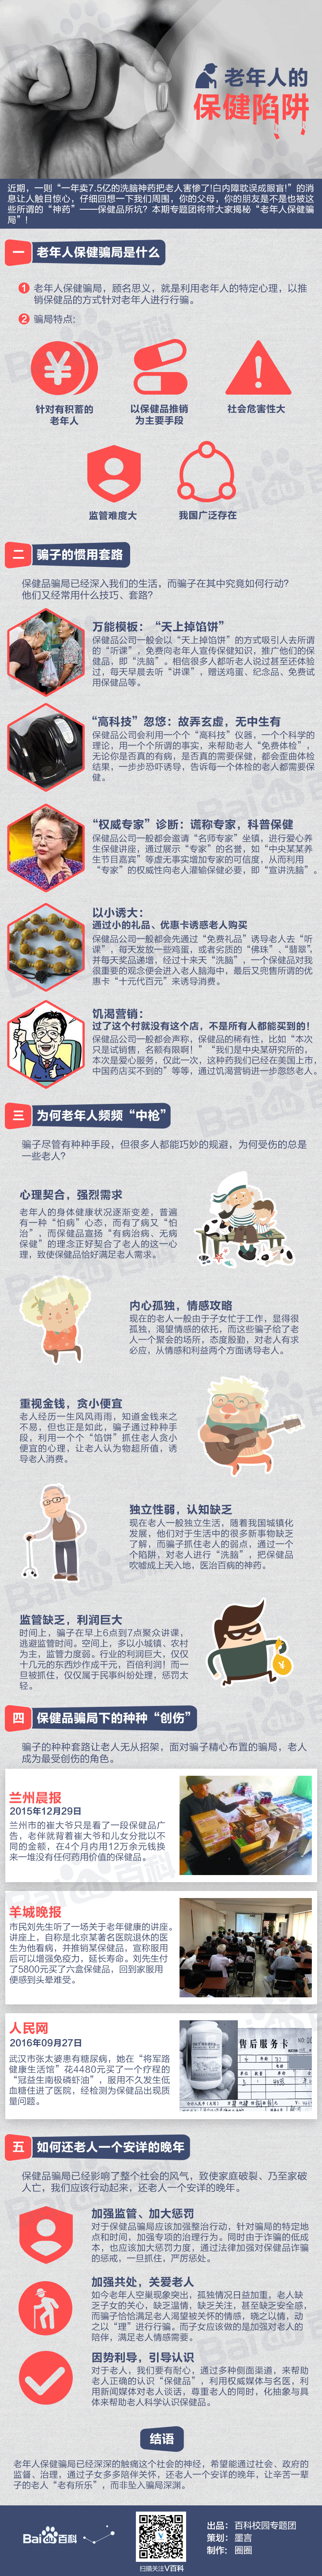 老年人的
保健陷阱
近期，一则“一年卖7.5亿的洗脑神药把老人害惨了!白内障耽误成眼盲!”的消
息让人触目惊心，仔细回想一下我们周围，你的父母，你的朋友是不是也被这
些所谓的“神药”——保健品所坑？本期专题团将带大家揭秘“老年人保健骗
局”！
一 老年人保健骗局是什么
1 老年人保健骗局，顾名思义，就是利用老年人的特定心理，以推
销保健品的方式针对老年人进行行骗。
2 骗局特点:
针对有积蓄的
老年人
以保健品推销
为主要手段
社会危害性大
监管难度大
我国广泛存在
二 骗子的惯用套路
保健品骗局已经深入我们的生活，而骗子在其中究竟如何行动？
他们又经常用什么技巧、套路？
万能模板：“天上掉馅饼”
保健品公司一般会以“天上掉馅饼”的方式吸引人去所谓
的“听课”，免费向老年人宣传保健知识，推广他们的保
健品，即“洗脑”。相信很多人都听老人说过甚至还体验
过，每天早晨去听“讲课”，赠送鸡蛋、纪念品、免费试
用保健品等。
“高科技”忽悠：故弄玄虚，无中生有
保健品公司会利用一个个“高科技”仪器，一个个科学的
理论，用一个个所谓的事实，来帮助老人“免费体检”，
无论你是否真的有病，是否真的需要保健，都会歪曲体检
结果，一步步恐吓诱导，告诉每一个体检的老人都需要保
健。
“权威专家”诊断：谎称专家，科普保健
保健品公司一般都会邀请“名师专家”坐镇，进行爱心养
生保健讲座，通过展示“专家”的名誉，如“中央某某养
生节目嘉宾”等虚无事实增加专家的可信度，从而利用
“专家”的权威性向老人灌输保健必要，即“宣讲洗脑”。
以小诱大：
通过小的礼品、优惠卡诱惑老人购买
保健品公司一般都会先通过“免费礼品”诱导老人去“听
课”，每天发放一些鸡蛋，或者劣质的“佛珠”、“翡翠”，
并每天奖品递增，经过十来天“洗脑”，一个保健品对我
很重要的观念便会进入老人脑海中，最后又兜售所谓的优
惠卡“十元代百元”来诱导消费。
饥渴营销：
过了这个村就没有这个店，不是所有人都能买到的！
保健品公司一般都会声称，保健品的稀有性，比如“本次
只是试销售，名额有限啊！”“我们是中央某研究所的，
本次是爱心服务，仅此一次，这种药我们已经在美国上市，
中国药店买不到的”等等，通过饥渴营销进一步忽悠老人。
三 为何老年人频频“中枪”
骗子尽管有种种手段，但很多人都能巧妙的规避，为何受伤的总是
一些老人？
心理契合，强烈需求
老年人的身体健康状况逐渐变差，普遍
有一种“怕病”心态，而有了病又“怕
治”，而保健品宣扬“有病治病、无病
保健”的理念正好契合了老人的这一心
理，致使保健品恰好满足老人需求。
内心孤独，情感攻略
现在的老人一般由于子女忙于工作，显得很
孤独，渴望情感的依托，而这些骗子给了老
人一个聚会的场所，态度殷勤，对老人有求
必应，从情感和利益两个方面诱导老人。
重视金钱，贪小便宜
老人经历一生风风雨雨，知道金钱来之
不易，但也正是如此，骗子通过种种手
段，利用一个个“馅饼”抓住老人贪小
便宜的心理，让老人认为物超所值，诱
导老人消费。
独立性弱，认知缺乏
现在老人一般独立生活，随着我国城镇化
发展，他们对于生活中的很多新事物缺乏
了解，而骗子抓住老人的弱点，通过一个
个陷阱，对老人进行“洗脑”，把保健品
吹嘘成上天入地，医治百病的神药。
监管缺乏，利润巨大
时间上，骗子在早上6点到7点聚众讲课，
逃避监管时间。空间上，多以小城镇、农村
为主，监管力度弱。行业的利润巨大，仅仅
十几元的东西炒作成千元，百倍利润！而一
旦被抓住，仅仅属于民事纠纷处理，惩罚太
轻。
四 保健品骗局下的种种“创伤”
骗子的种种套路让老人无从招架，面对骗子精心布置的骗局，老人
成为最受创伤的角色。
兰州晨报
2015年12月29日
兰州市的崔大爷只是看了一段保健品广
告，老伴就背着崔大爷和儿女分批以不
同的金额，在4个月内用12万余元钱换
来一堆没有任何药用价值的保健品。
羊城晚报
市民刘先生听了一场关于老年健康的讲座。
讲座上，自称是北京某著名医院退休的医
生为他看病，并推销某保健品，宣称服用
后可以增强免疫力，延长寿命。刘先生付
了5800元买了六盒保健品，回到家服用
便感到头晕难受。
人民网
2016年09月27日
武汉市张太婆患有糖尿病，她在“将军路
健康生活馆”花4480元买了一个疗程的
“冠益生南极磷虾油”，服用不久发生低
血糖住进了医院，经检测为保健品出现质
量问题。
售后服务卡
五 如何还老人一个安详的晚年
保健品骗局已经影响了整个社会的风气，致使家庭破裂、乃至家破
人亡，我们应该行动起来，还老人一个安详的晚年。
加强监管、加大惩罚
对于保健品骗局应该加强整治行动，针对骗局的特定地
点和时间，加强专项的治理行为。同时由于诈骗的低成
本，也应该加大惩罚力度，通过法律加强对保健品诈骗
的惩戒，一旦抓住，严厉惩处。
加强共处，关爱老人
如今老年人空巢现象突出，孤独情况日益加重，老人缺
乏子女的关心，缺乏温情，缺乏关注，甚至缺乏安全感，
而骗子恰恰满足老人渴望被关怀的情感，晓之以情，动
之以“理”进行行骗。而子女应该做的是加强对老人的
陪伴，满足老人情感需要。
因势利导，引导认识
对于老人，我们要有耐心，通过多种侧面渠道，来帮助
老人正确的认识“保健品”，利用权威媒体与名医，利
用新闻媒体对老人谈话，尊重老人的同时，化抽象与具
体来帮助老人科学认识保健品。
结语
老年人保健骗局已经深深的触痛这个社会的神经，希望能通过社会、政府的
监督、治理，通过子女多多陪伴关怀，还老人一个安详的晚年，让辛苦一辈
子的老人“老有所乐”，而非坠入骗局深渊。
Bai百科
扫描关注V百科
出品：百科校园专题团
策划：墨言
制作：圈圈